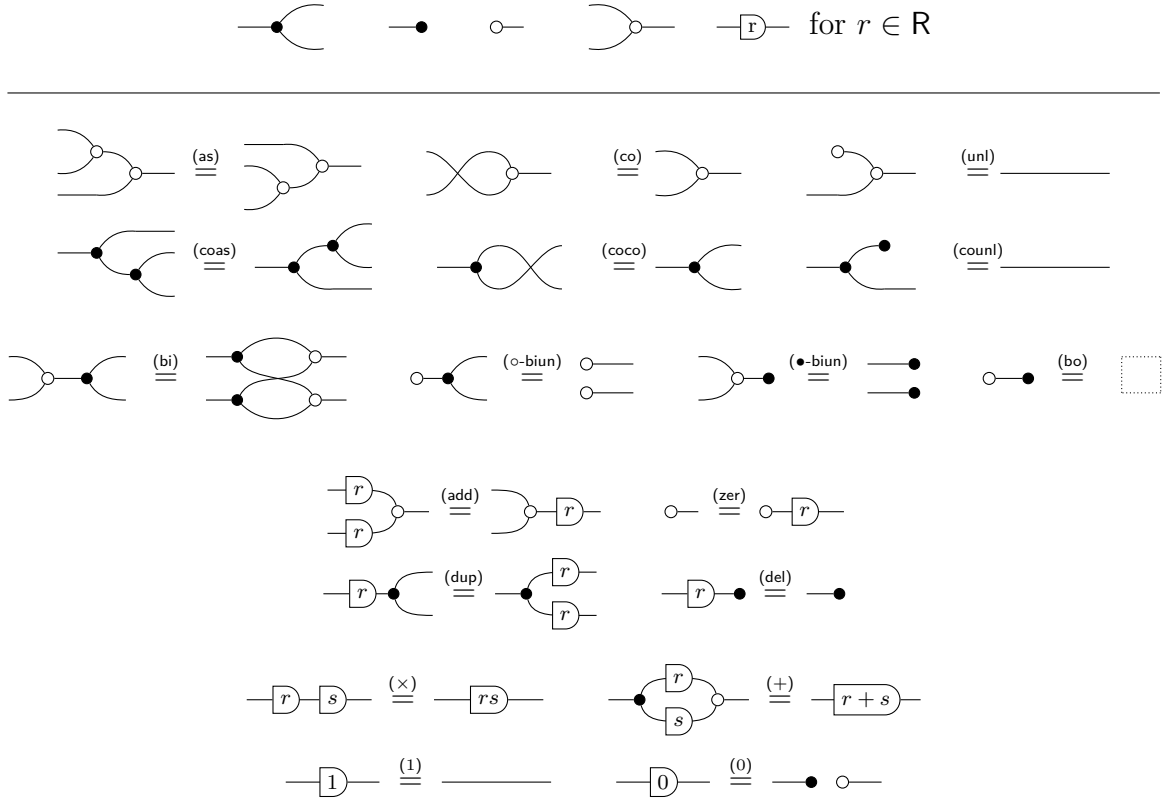 r for r ∈ R
(as) (co) (unl)
(coas) (coco) (counl)
(bi) (○-biun) (●-biun) (bo)
r r (add) r (zer) r
r (dup) r r r (del)
r s (×) rs r s (+) r + s
1 (1) 0 (0)